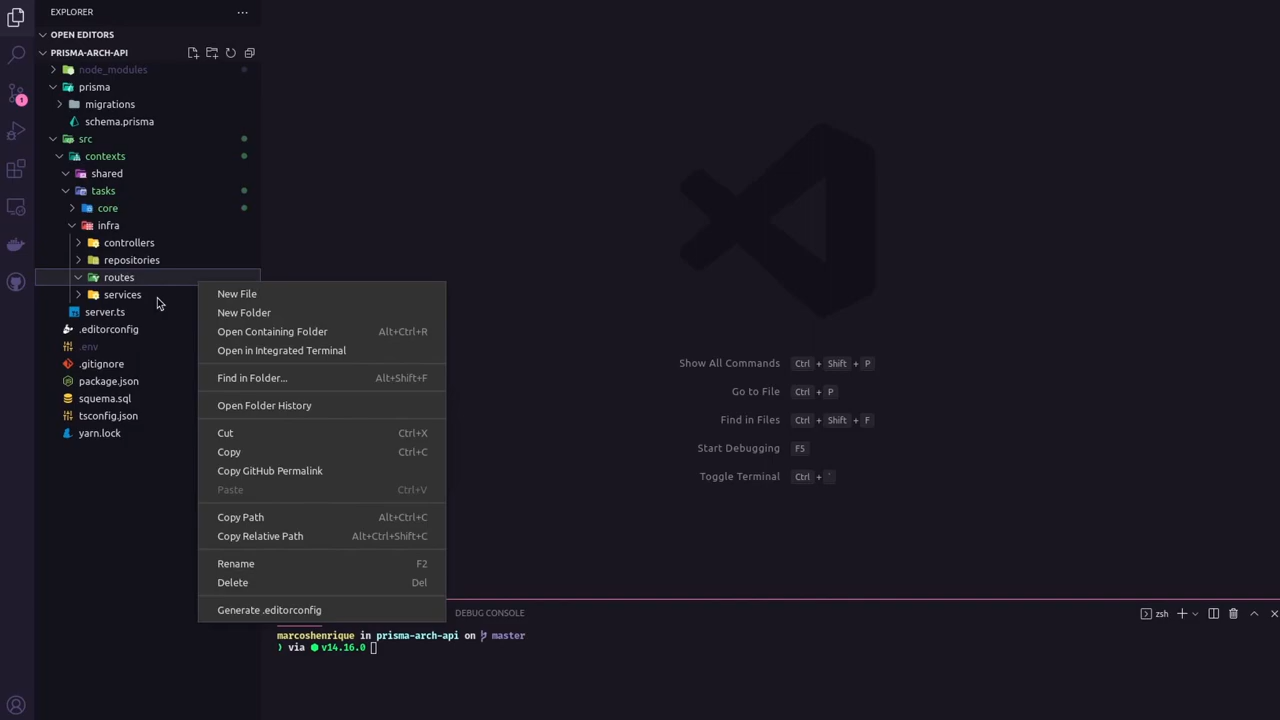 EXPLORER
OPEN EDITORS
PRISMA-ARCH-API
node_modules
prisma
migrations
schema.prisma
src
contexts
shared
tasks
core
infra
controllers
repositories
routes
services
server.ts
.editorconfig
.env
.gitignore
package.json
squema.sql
tsconfig.json
yarn.lock
1
New File
New Folder
Open Containing Folder Alt+Ctrl+R
Open in Integrated Terminal
Find in Folder... Alt+Shift+F
Open Folder History
Cut Ctrl+X
Copy Ctrl+C
Copy GitHub Permalink
Paste Ctrl+V
Copy Path Alt+Ctrl+C
Copy Relative Path Alt+Ctrl+Shift+C
Rename F2
Delete Del
Generate .editorconfig
Show All Commands Ctrl + Shift + P
Go to File Ctrl + P
Find in Files Ctrl + Shift + F
Start Debugging F5
Toggle Terminal Ctrl + `
DEBUG CONSOLE
zsh
marcoshenrique in prisma-arch-api on master
) via v14.16.0